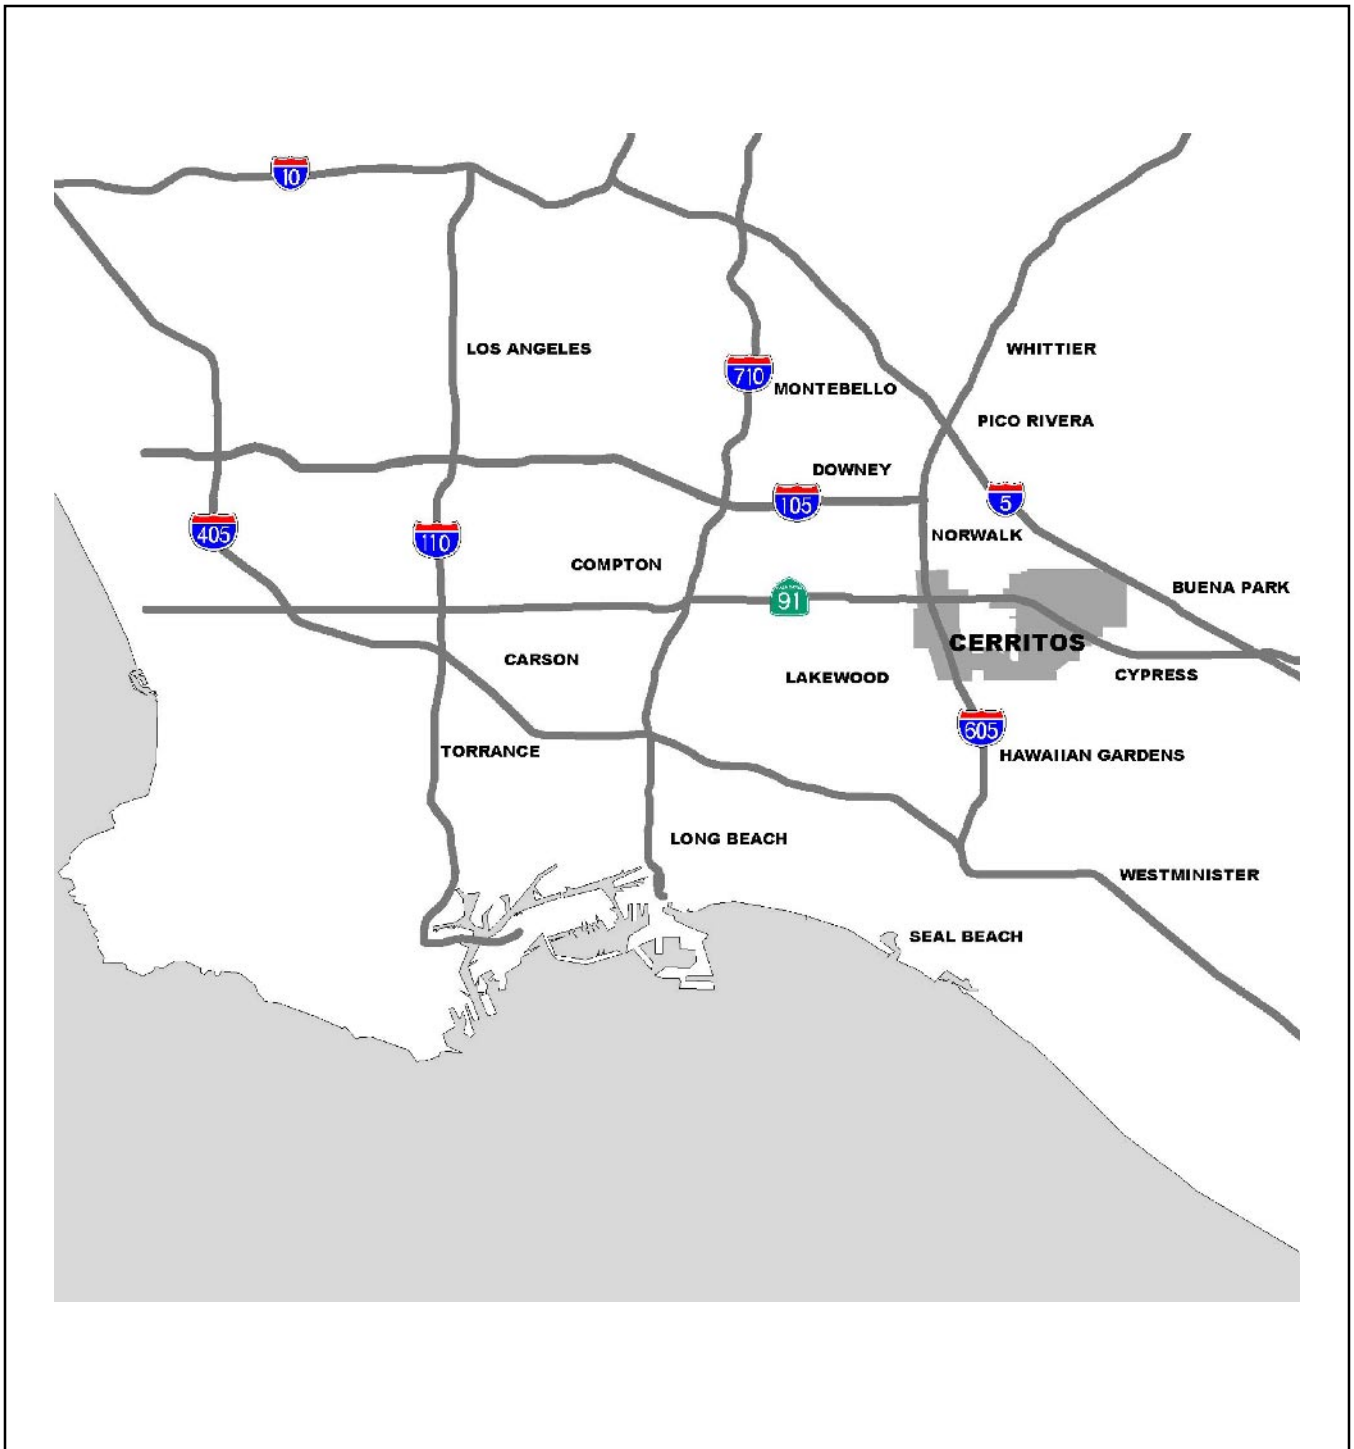 10
LOS ANGELES
WHITTIER
710
MONTEBELLO
PICO RIVERA
DOWNEY
105
5
405
110
NORWALK
COMPTON
BUENA PARK
91
CERRITOS
CARSON
LAKEWOOD
CYPRESS
605
TORRANCE
HAWAIIAN GARDENS
LONG BEACH
WESTMINISTER
SEAL BEACH